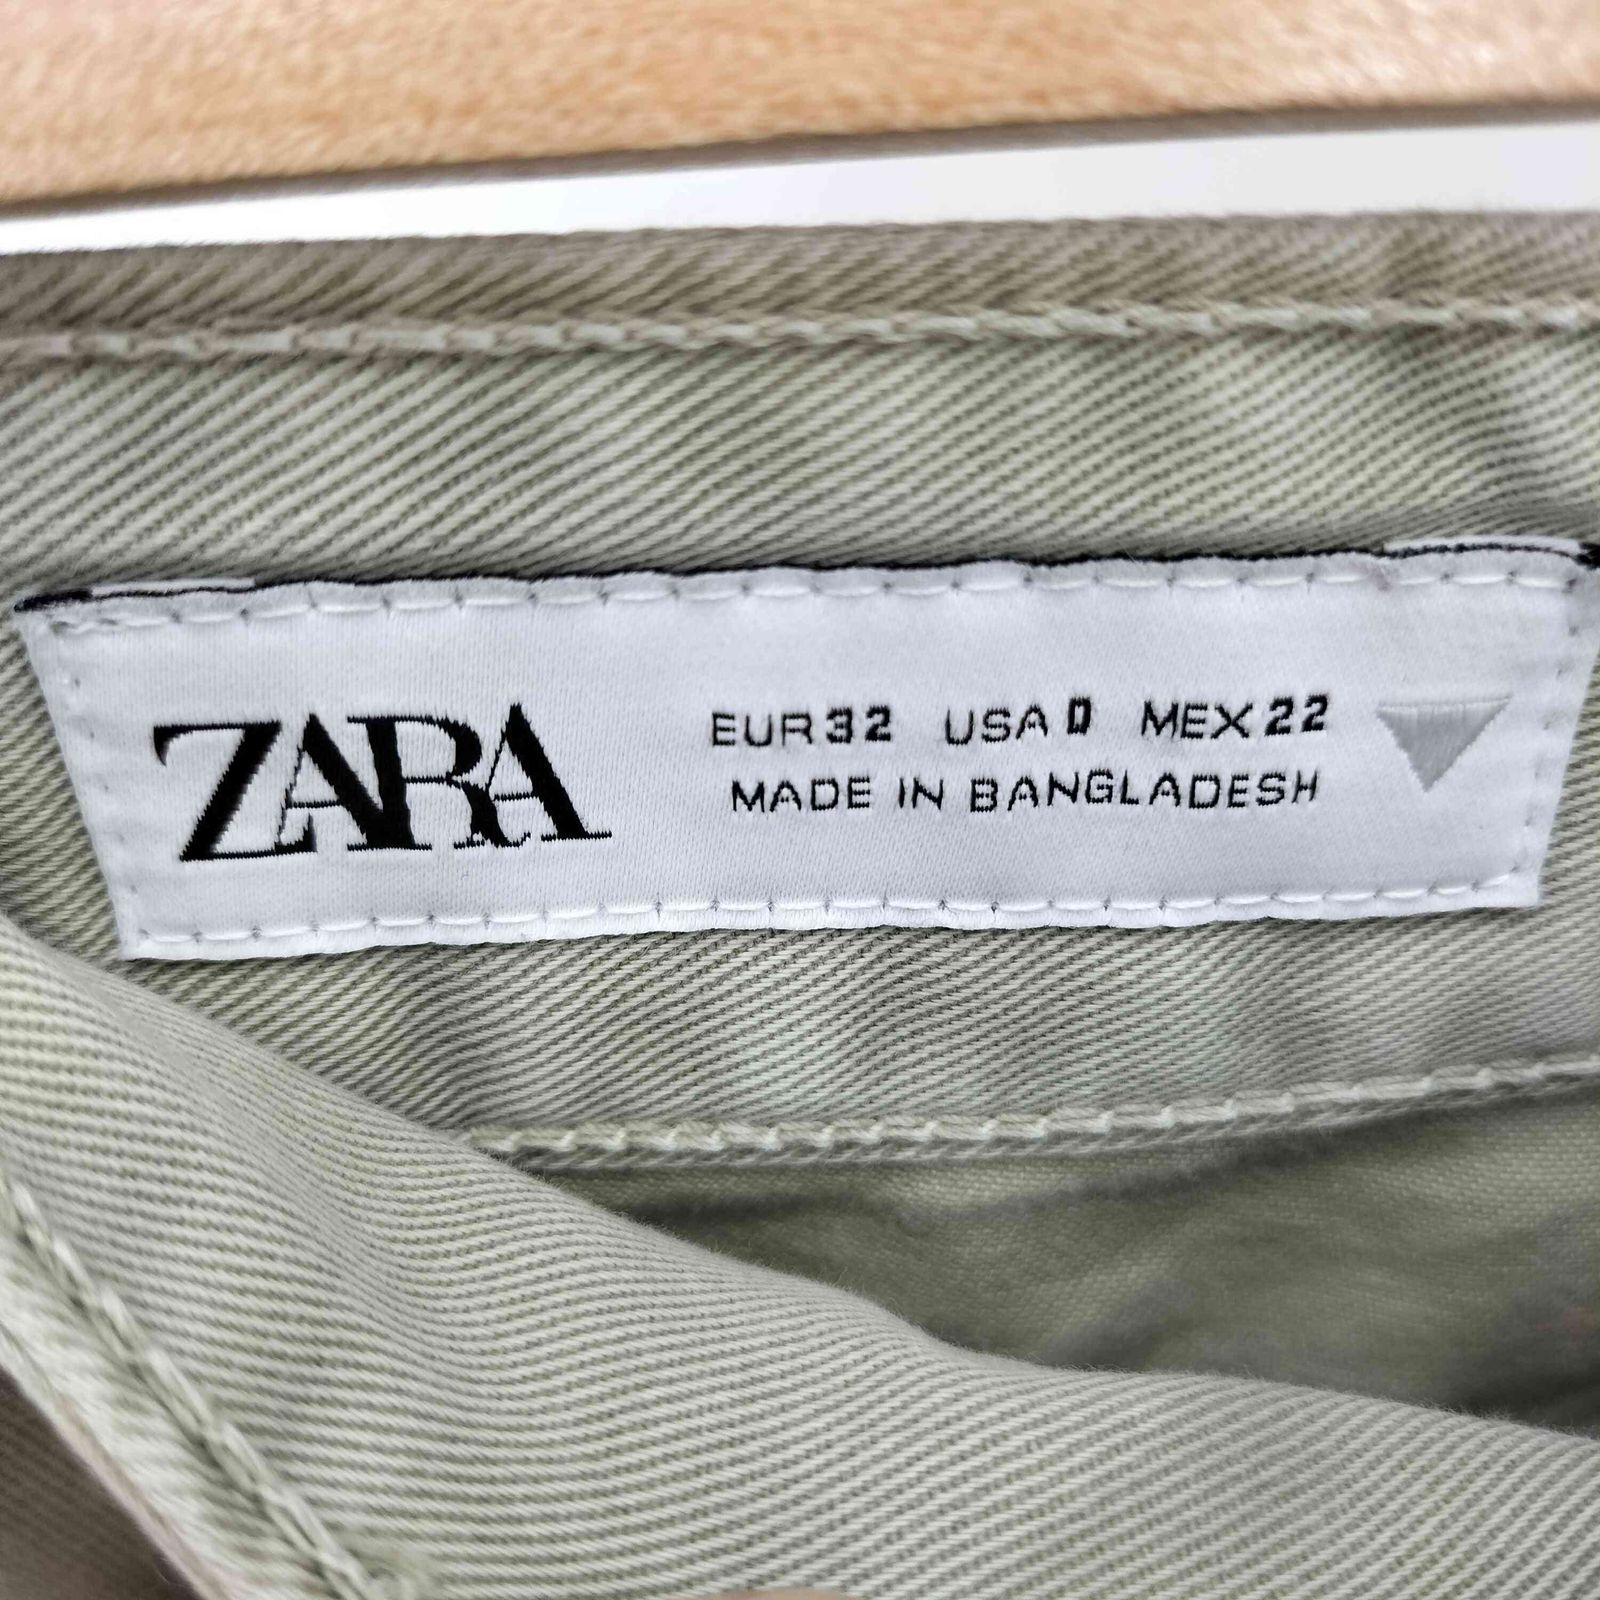 ZARA
EUR 32 USA 0 MEX 22
MADE IN BANGLADESH